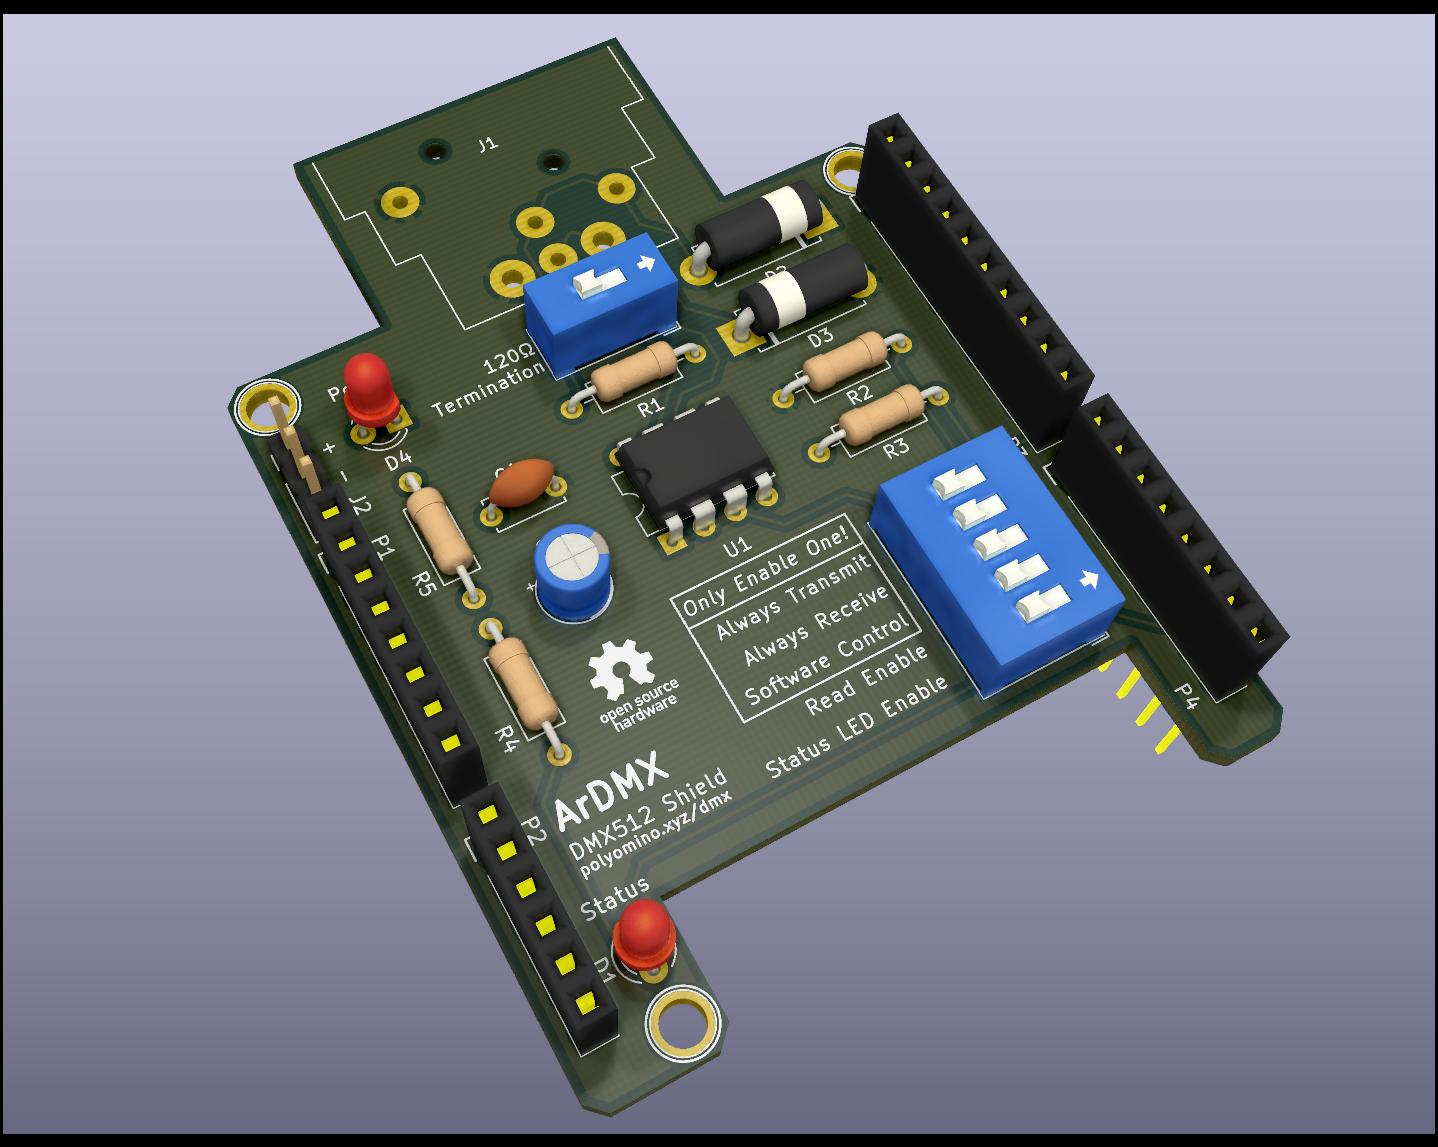 J1
120Ω
Termination
R1
D3
R2
R3
+
-
D4
J2
P1
R5
+
U1
Only Enable One!
Always Transmit
Always Receive
Software Control
Read Enable
Status LED Enable
open source
hardware
R4
ArDMX
DMX512 Shield
polyomino.xyz/dmx
P2
Status
D1
P4